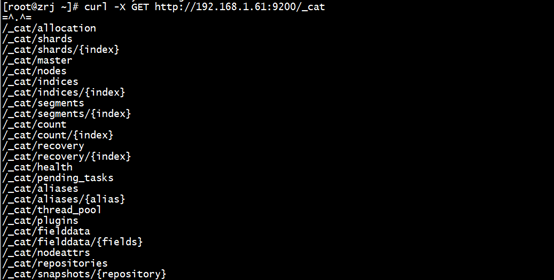 [root@zrj ~]# curl -X GET http://192.168.1.61:9200/_cat
=^.^=
/_cat/allocation
/_cat/shards
/_cat/shards/{index}
/_cat/master
/_cat/nodes
/_cat/indices
/_cat/indices/{index}
/_cat/segments
/_cat/segments/{index}
/_cat/count
/_cat/count/{index}
/_cat/recovery
/_cat/recovery/{index}
/_cat/health
/_cat/pending_tasks
/_cat/aliases
/_cat/aliases/{alias}
/_cat/thread_pool
/_cat/plugins
/_cat/fielddata
/_cat/fielddata/{fields}
/_cat/nodeattrs
/_cat/repositories
/_cat/snapshots/{repository}